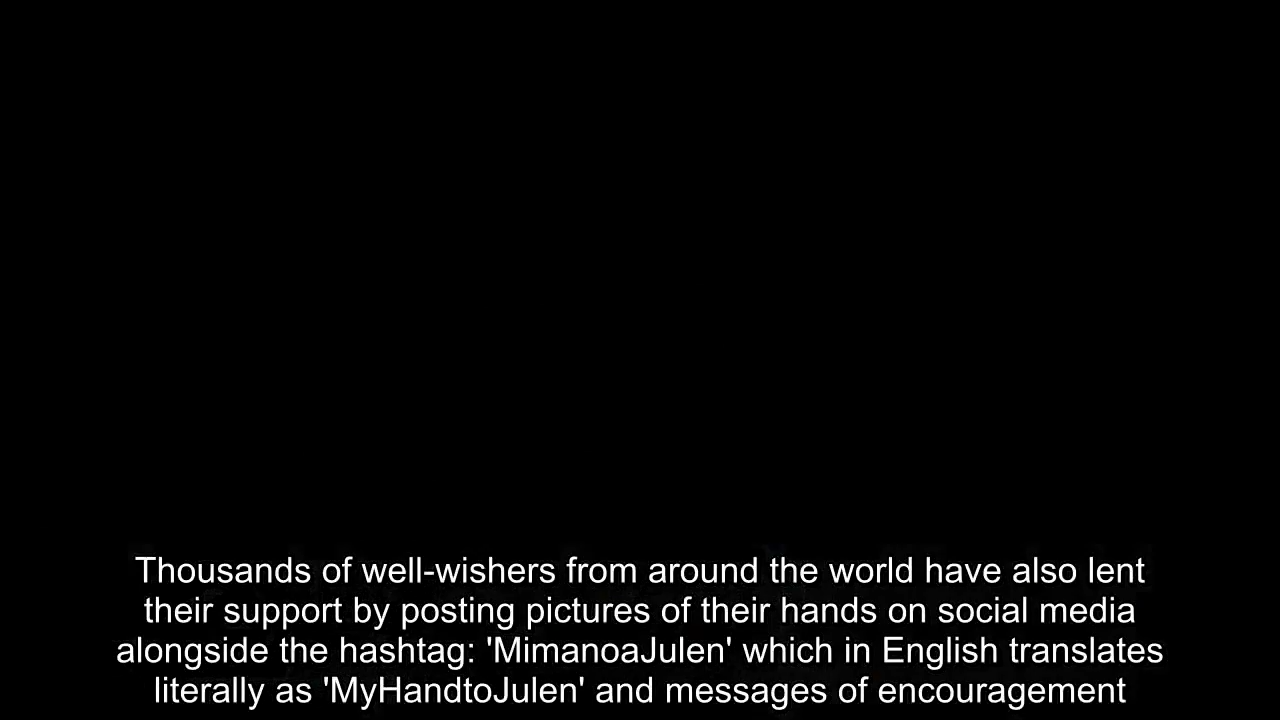 Thousands of well-wishers from around the world have also lent
their support by posting pictures of their hands on social media
alongside the hashtag: 'MimanoaJulen' which in English translates
literally as 'MyHandtoJulen' and messages of encouragement